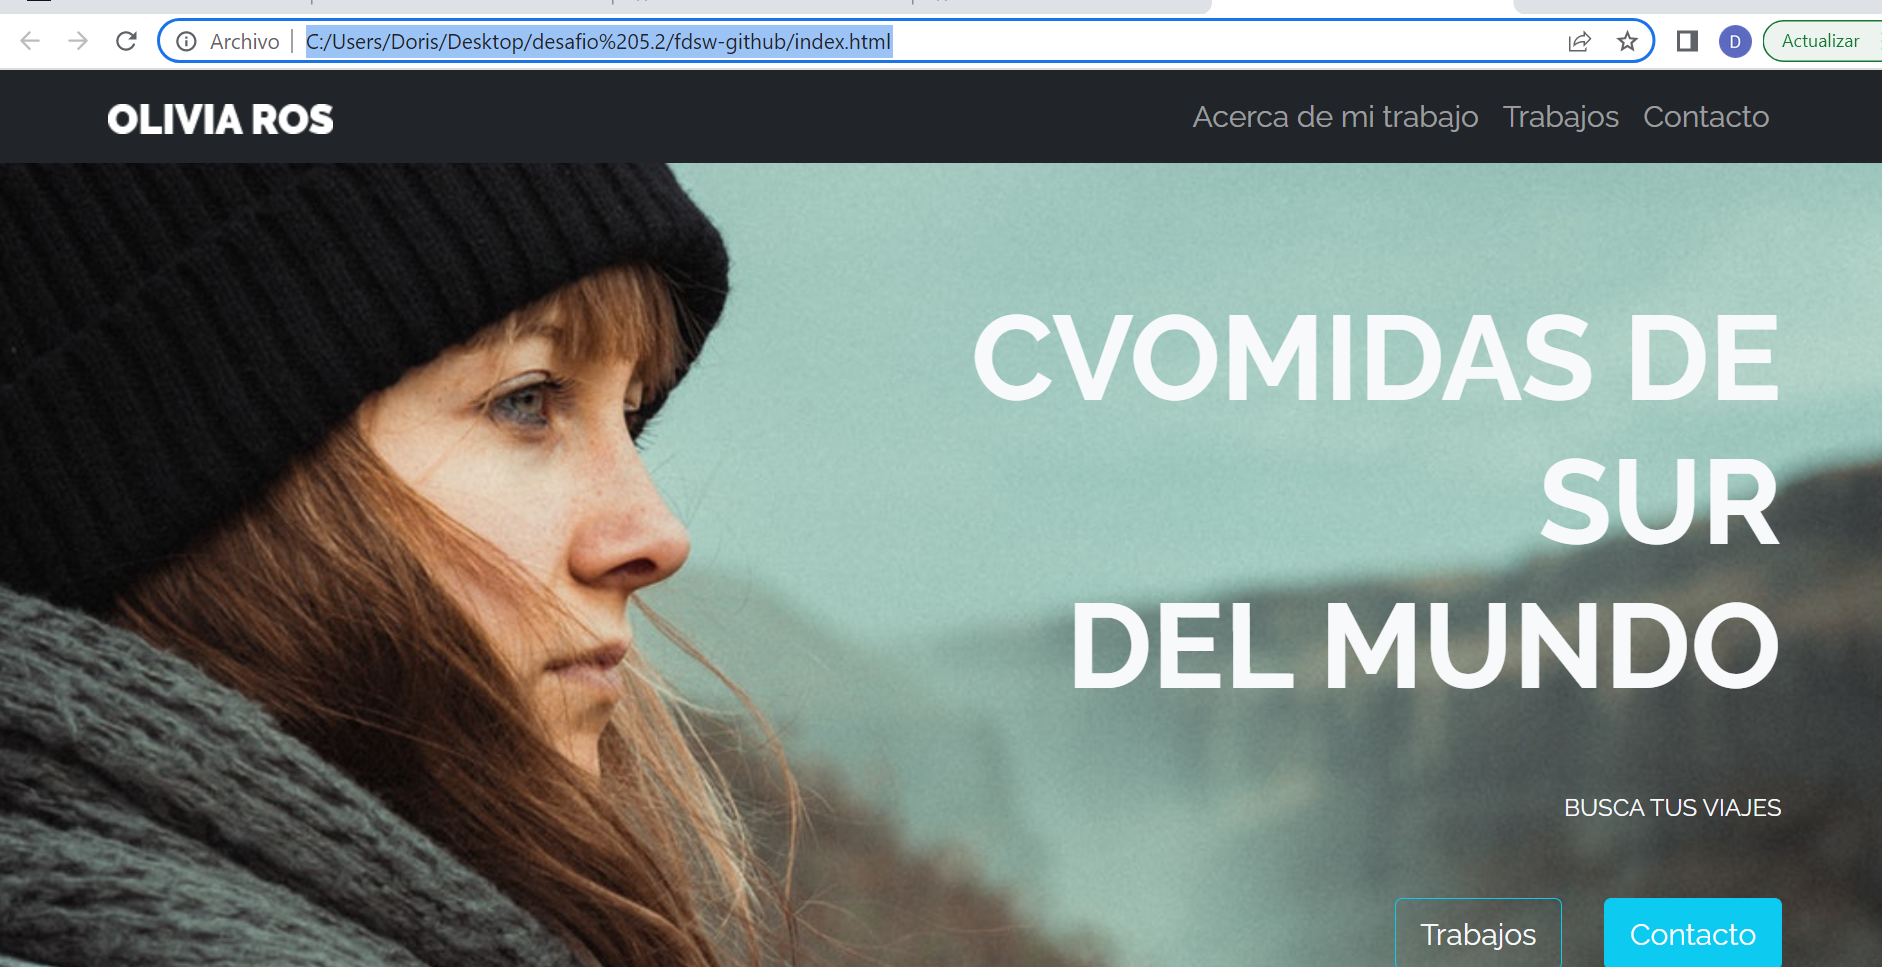 Archivo | C:/Users/Doris/Desktop/desafio%205.2/fdsw-github/index.html
D
Actualizar
OLIVIA ROS
Acerca de mi trabajo Trabajos Contacto
CVOMIDAS DE
SUR
DEL MUNDO
BUSCA TUS VIAJES
Trabajos Contacto